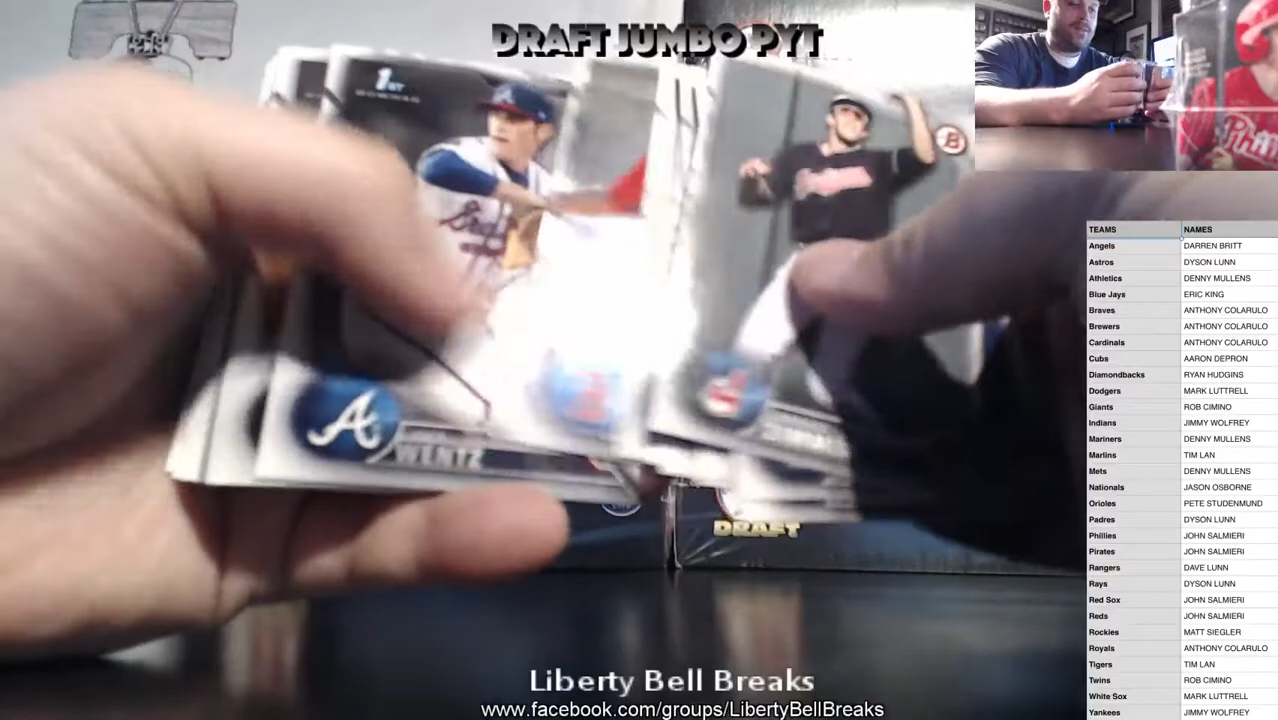 DRAFT JUMBO PYT
1ST
Braves
WENTZ
A
B
DRAFT
Phi
TEAMS NAMES
Angels DARREN BRITT
Astros DYSON LUNN
Athletics DENNY MULLENS
Blue Jays ERIC KING
Braves ANTHONY COLARULO
Brewers ANTHONY COLARULO
Cardinals ANTHONY COLARULO
Cubs AARON DEPRON
Diamondbacks RYAN HUDGINS
Dodgers MARK LUTTRELL
Giants ROB CIMINO
Indians JIMMY WOLFREY
Mariners DENNY MULLENS
Marlins TIM LAN
Mets DENNY MULLENS
Nationals JASON OSBORNE
Orioles PETE STUDENMUND
Padres DYSON LUNN
Phillies JOHN SALMIERI
Pirates JOHN SALMIERI
Rangers DAVE LUNN
Rays DYSON LUNN
Red Sox JOHN SALMIERI
Reds JOHN SALMIERI
Rockies MATT SIEGLER
Royals ANTHONY COLARULO
Tigers TIM LAN
Twins ROB CIMINO
White Sox MARK LUTTRELL
Yankees JIMMY WOLFREY
Liberty Bell Breaks
www.facebook.com/groups/LibertyBellBreaks